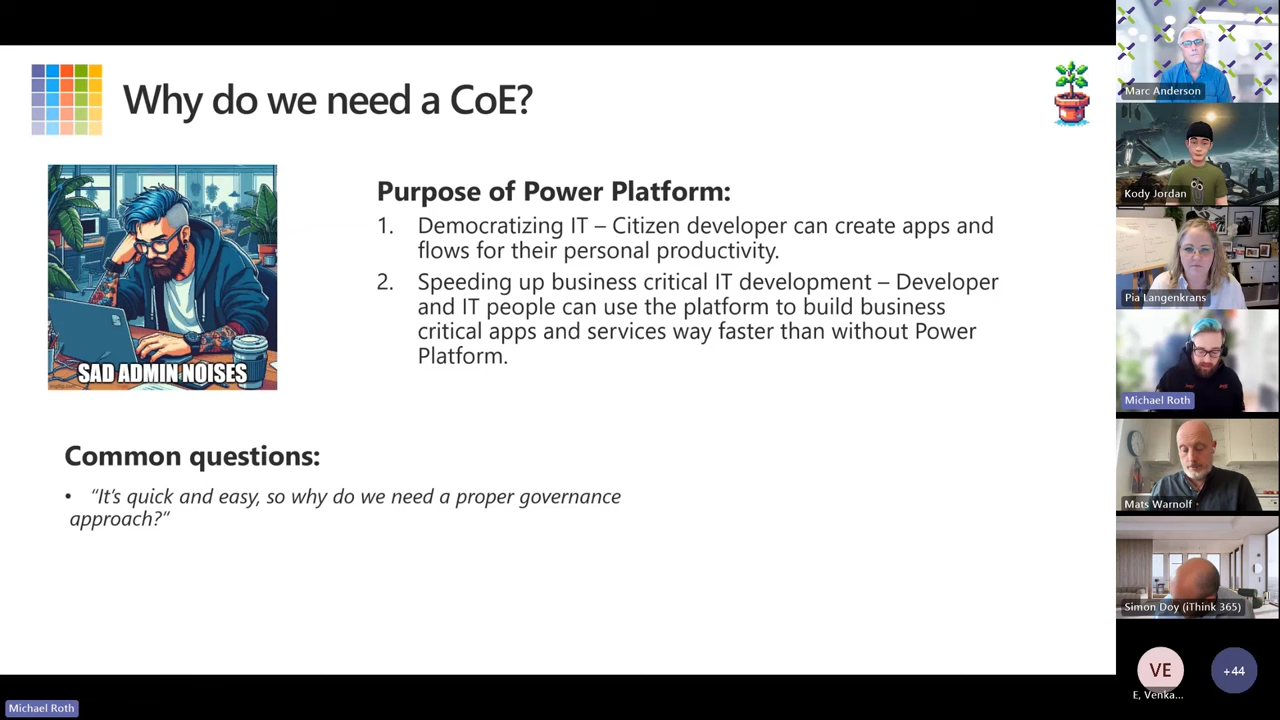 Why do we need a CoE?
Purpose of Power Platform:
1. Democratizing IT – Citizen developer can create apps and
flows for their personal productivity.
2. Speeding up business critical IT development – Developer
and IT people can use the platform to build business
critical apps and services way faster than without Power
Platform.
SAD ADMIN NOISES
Common questions:
• “It’s quick and easy, so why do we need a proper governance
approach?”
Michael Roth
Marc Anderson
Kody Jordan
Pia Langenkrans
Michael Roth
Mats Warnolf
Simon Doy (iThink 365)
VE
E, Venka...
+44